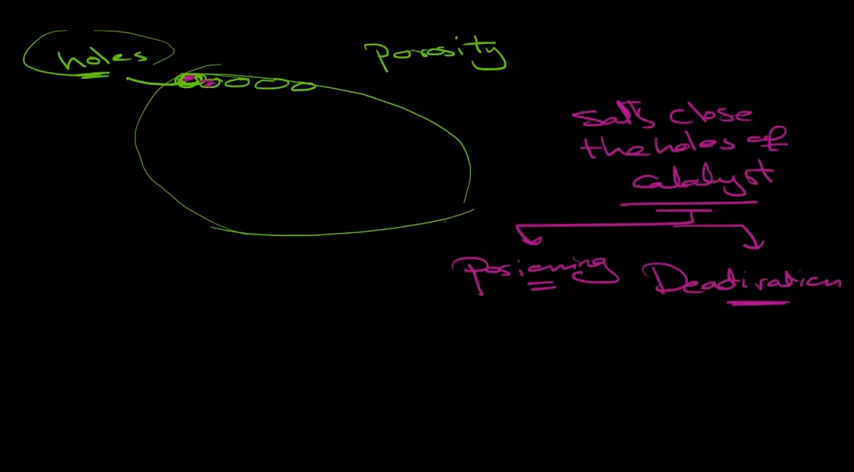 holes
Porosity
Salts close
the holes of
catalyst
Posioning
Deactivation